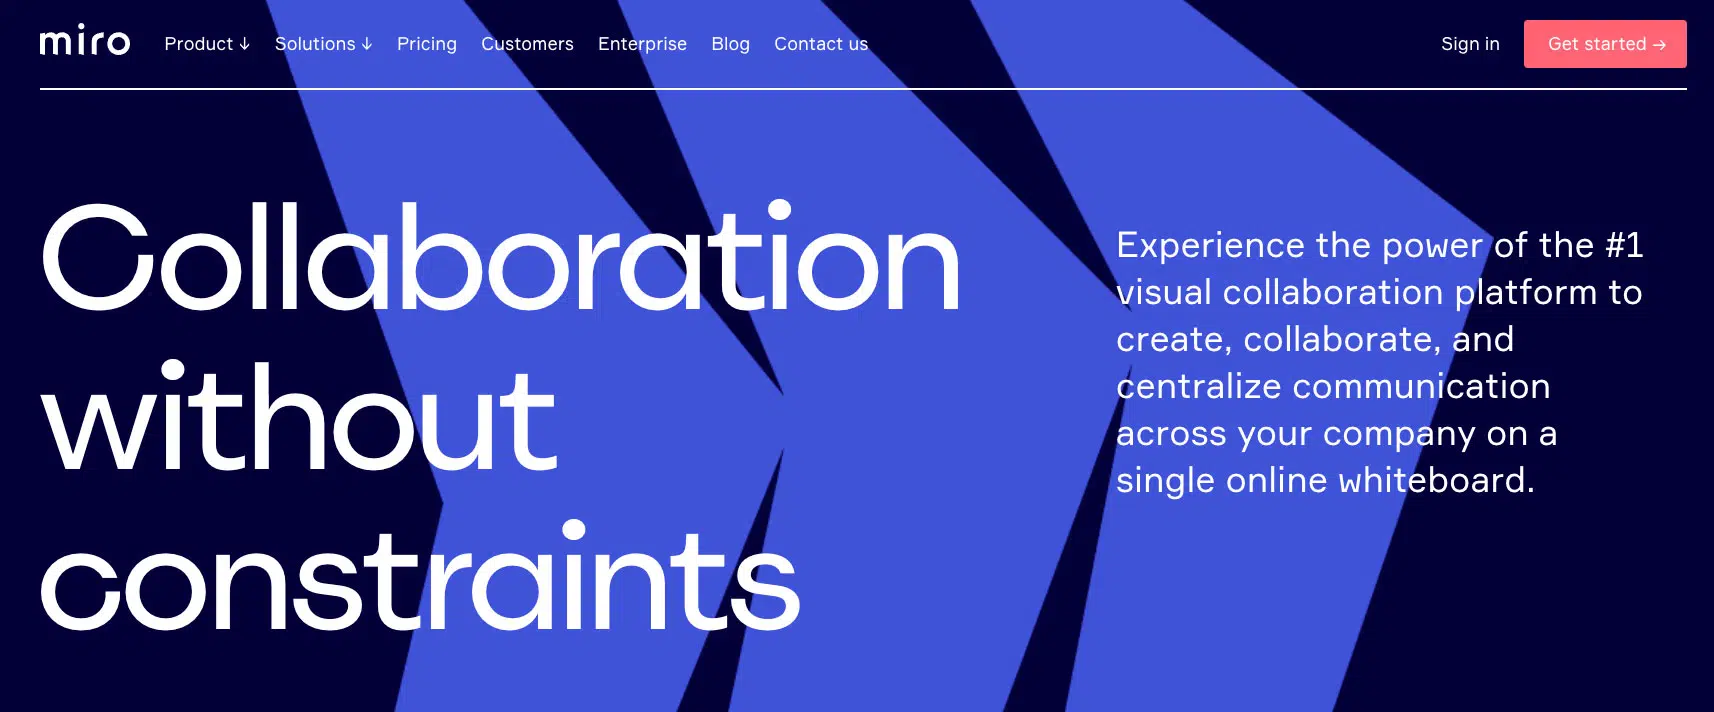 miro Product ↓ Solutions ↓ Pricing Customers Enterprise Blog Contact us Sign in Get started →
Collaboration
without
constraints
Experience the power of the #1
visual collaboration platform to
create, collaborate, and
centralize communication
across your company on a
single online whiteboard.